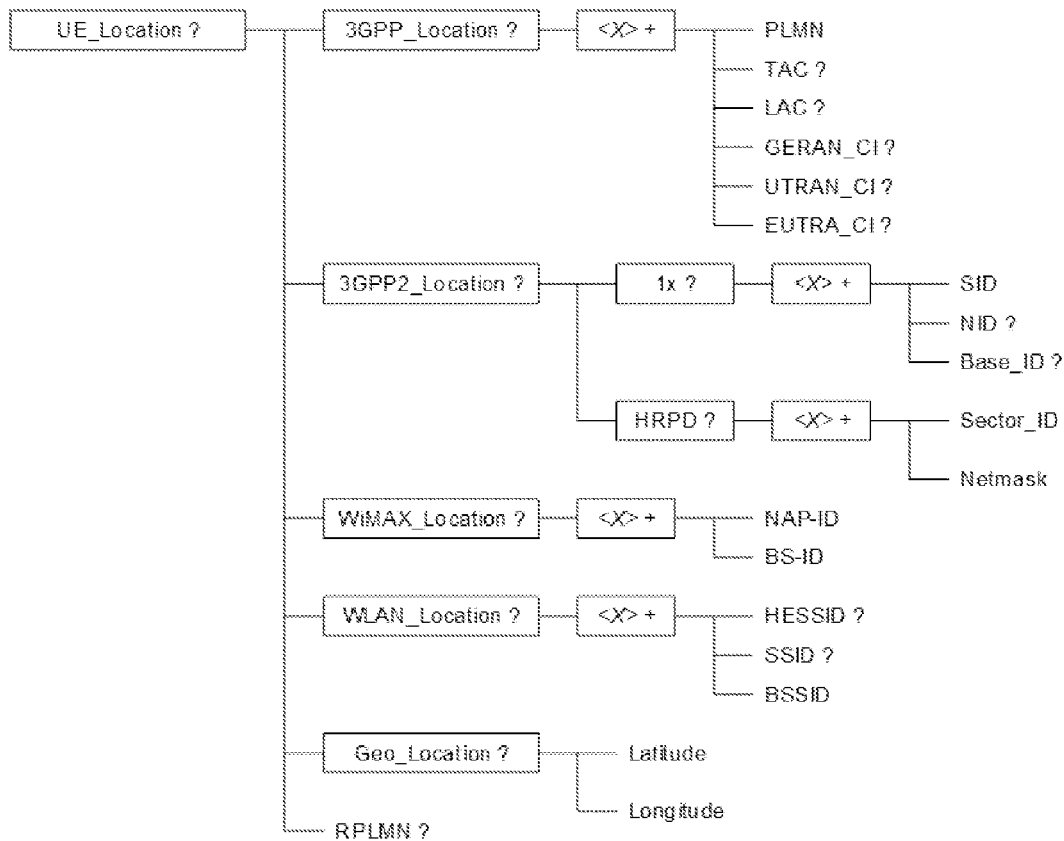 UE_Location ?
3GPP_Location ?
<X> +
PLMN
TAC ?
LAC ?
GERAN_CI ?
UTRAN_CI ?
EUTRA_CI ?
3GPP2_Location ?
1x ?
<X> +
SID
NID ?
Base_ID ?
HRPD ?
<X> +
Sector_ID
Netmask
WiMAX_Location ?
<X> +
NAP-ID
BS-ID
WLAN_Location ?
<X> +
HESSID ?
SSID ?
BSSID
Geo_Location ?
Latitude
Longitude
RPLMN ?